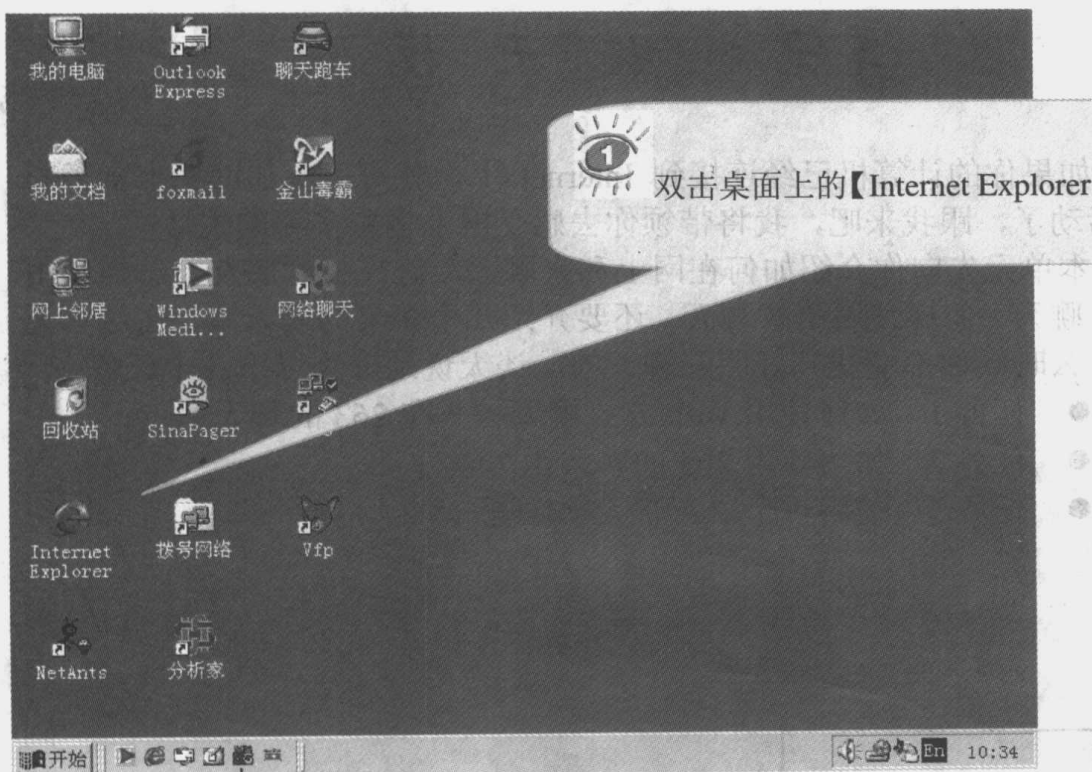 我的电脑
Outlook
Express
聊天跑车
双击桌面上的【Internet Explorer
我的文档
foxmail
金山毒霸
网上邻居
Windows
Medi...
网络聊天
回收站
SinaPager
Internet
Explorer
拨号网络
Vfp
NetAnts
分析家
开始
En
10:34
1